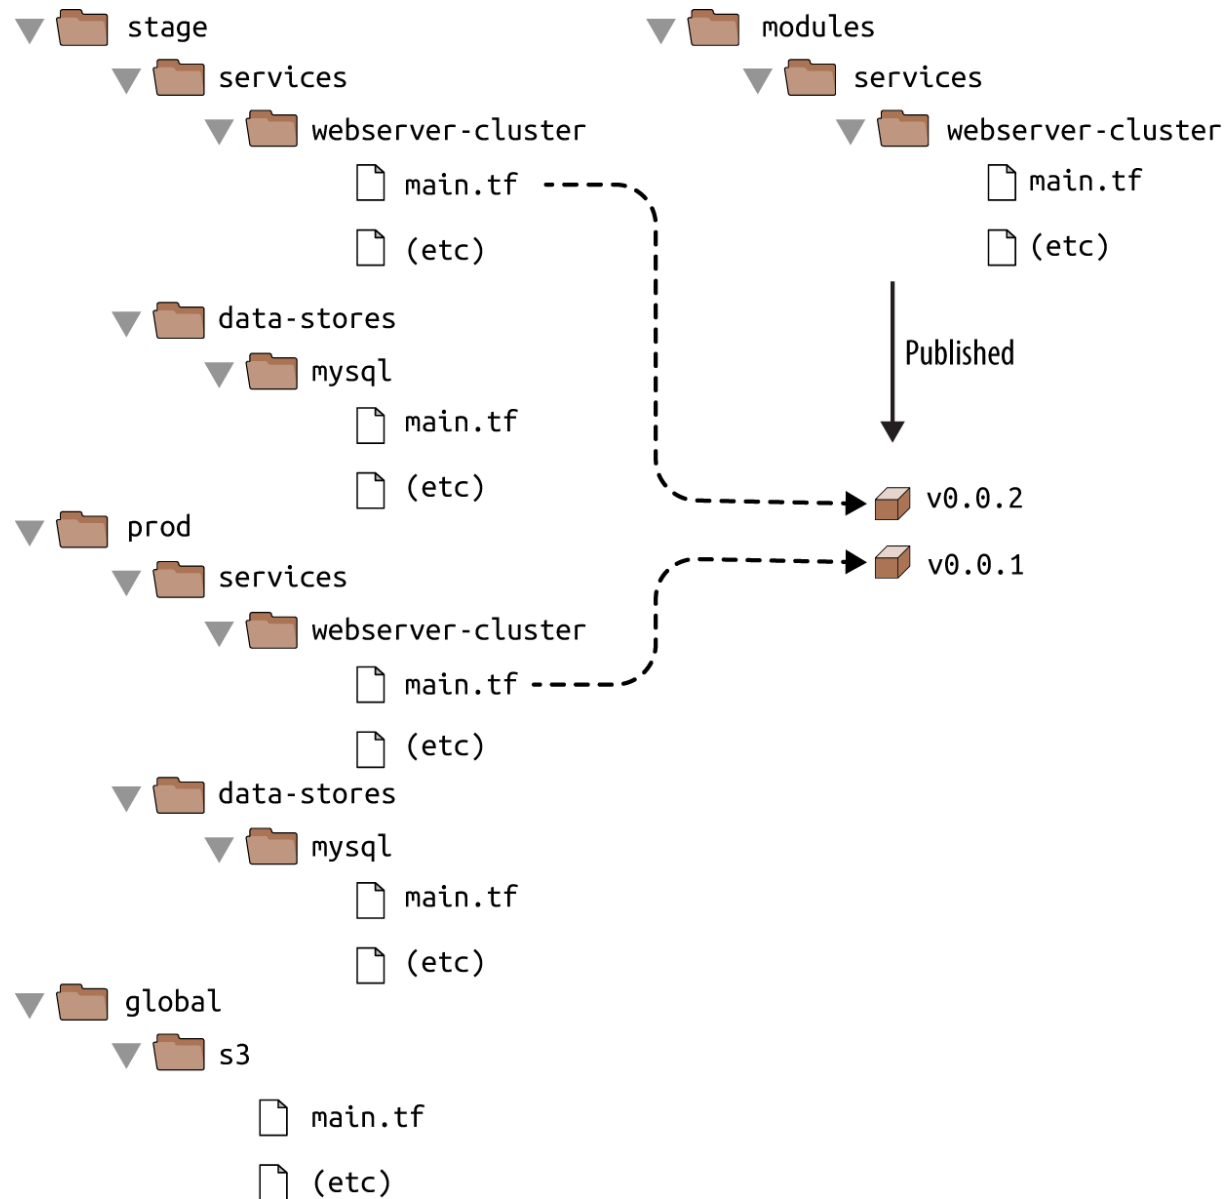 stage
services
webserver-cluster
main.tf
(etc)
data-stores
mysql
main.tf
(etc)
prod
services
webserver-cluster
main.tf
(etc)
data-stores
mysql
main.tf
(etc)
global
s3
main.tf
(etc)
modules
services
webserver-cluster
main.tf
(etc)
Published
v0.0.2
v0.0.1